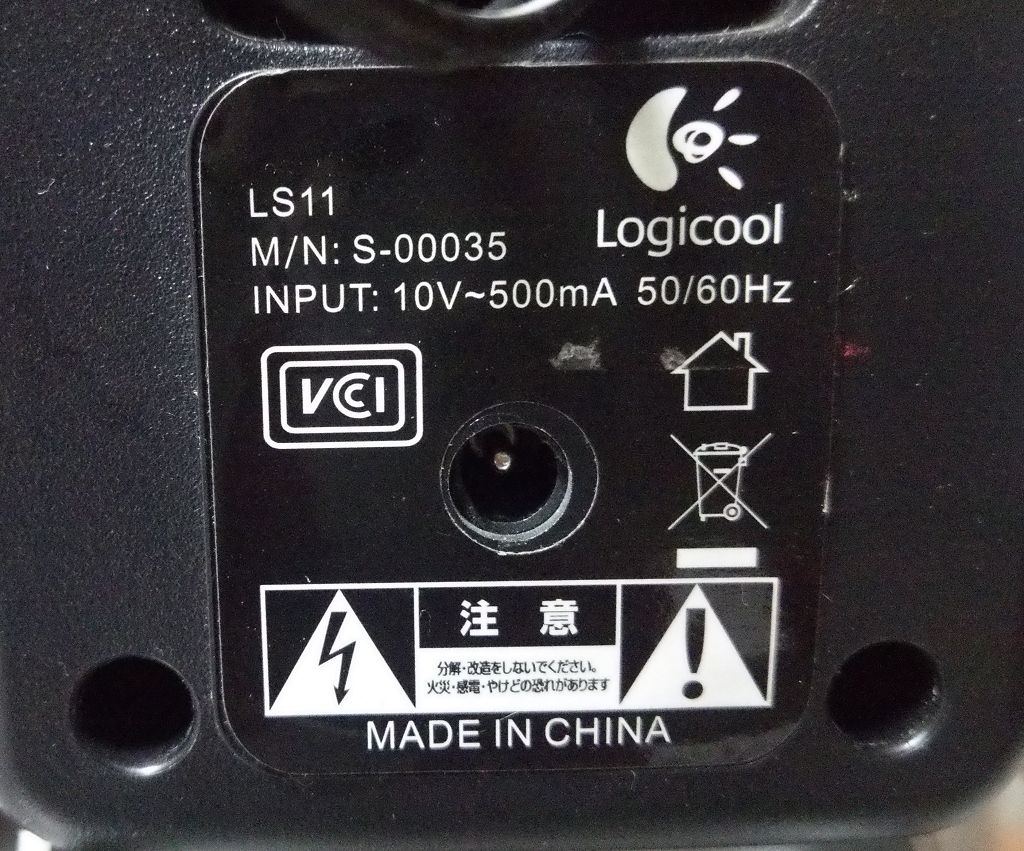 LS11
M/N: S-00035
Logicool
INPUT: 10V~500mA 50/60Hz
VCCI
注 意
分解・改造をしないでください。
火災・感電・やけどの恐れがあります
MADE IN CHINA